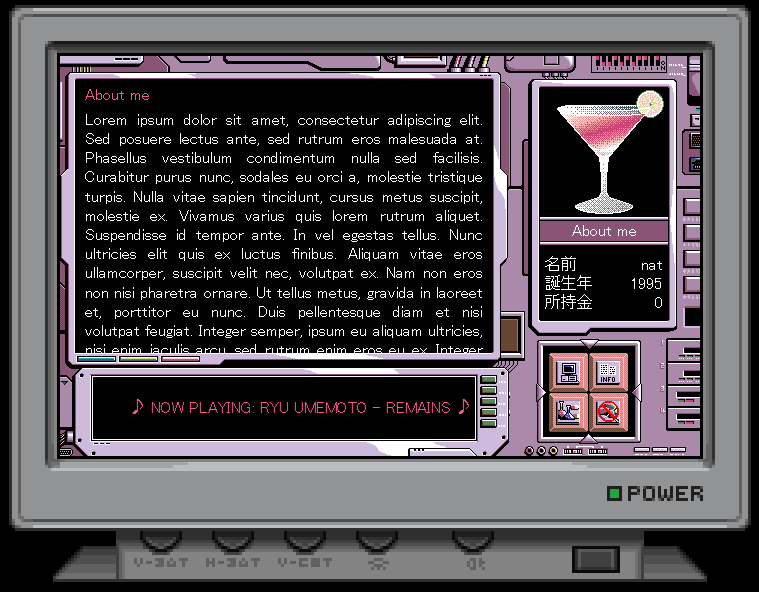 About me
Lorem ipsum dolor sit amet, consectetur adipiscing elit.
Sed posuere lectus ante, sed rutrum eros malesuada at.
Phasellus vestibulum condimentum nulla sed facilisis.
Curabitur purus nunc, sodales eu orci a, molestie tristique
turpis. Nulla vitae sapien tincidunt, cursus metus suscipit,
molestie ex. Vivamus varius quis lorem rutrum aliquet.
Suspendisse id tempor ante. In vel egestas tellus. Nunc
ultricies elit quis ex luctus finibus. Aliquam vitae eros
ullamcorper, suscipit velit nec, volutpat ex. Nam non eros
non nisi pharetra ornare. Ut tellus metus, gravida in laoreet
et, porttitor eu nunc. Duis pellentesque diam et nisi
volutpat feugiat. Integer semper, ipsum eu aliquam ultricies,
nisi enim iaculis arcu, sed rutrum enim eros eu ex. Integer
♪ NOW PLAYING: RYU UMEMOTO - REMAINS ♪
About me
名前 nat
誕生年 1995
所持金 0
INFO
POWER
V-SAT H-SAT V-CBT